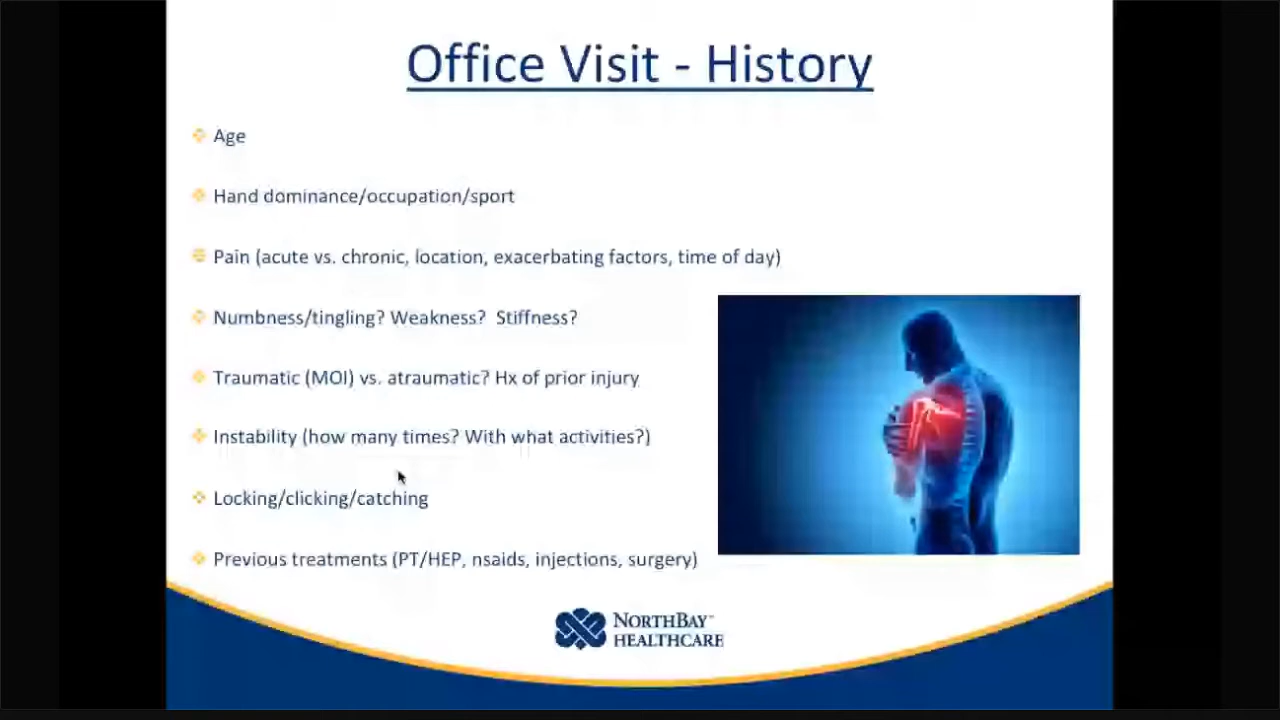 Office Visit - History
Age
Hand dominance/occupation/sport
Pain (acute vs. chronic, location, exacerbating factors, time of day)
Numbness/tingling? Weakness? Stiffness?
Traumatic (MOI) vs. atraumatic? Hx of prior injury
Instability (how many times? With what activities?)
Locking/clicking/catching
Previous treatments (PT/HEP, nsaids, injections, surgery)
NORTHBAY™
HEALTHCARE